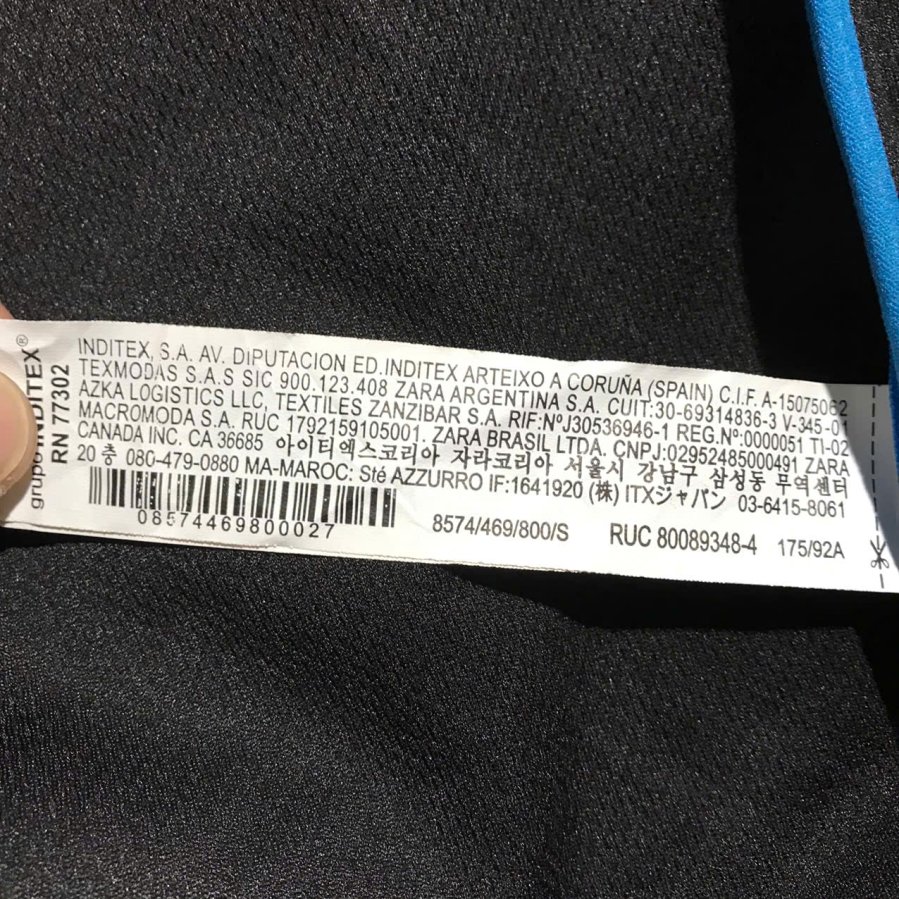 grupo INDITEX®
RN 77302
INDITEX, S.A. AV. DIPUTACION ED.INDITEX ARTEIXO A CORUÑA (SPAIN) C.I.F. A-15075062
TEXMODAS S.A.S SIC 900.123.408 ZARA ARGENTINA S.A. CUIT:30-69314836-3 V-345-01
AZKA LOGISTICS LLC, TEXTILES ZANZIBAR S.A. RIF:NºJ30536946-1 REG.Nº:0000051 TI-02
MACROMODA S.A. RUC 1792159105001. ZARA BRASIL LTDA. CNPJ:02952485000491 ZARA
CANADA INC. CA 36685 아이티엑스코리아 자라코리아 서울시 강남구 삼성동 무역센터
20 층 080-479-0880 MA-MAROC: Sté AZZURRO IF:1641920 (株) ITXジャパン 03-6415-8061
08574469800027
8574/469/800/S RUC 80089348-4 175/92A